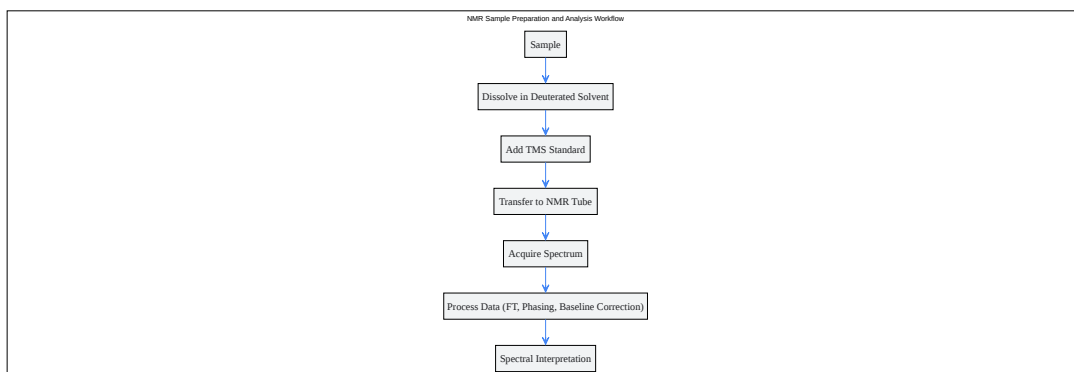 NMR Sample Preparation and Analysis Workflow
Sample
Dissolve in Deuterated Solvent
Add TMS Standard
Transfer to NMR Tube
Acquire Spectrum
Process Data (FT, Phasing, Baseline Correction)
Spectral Interpretation